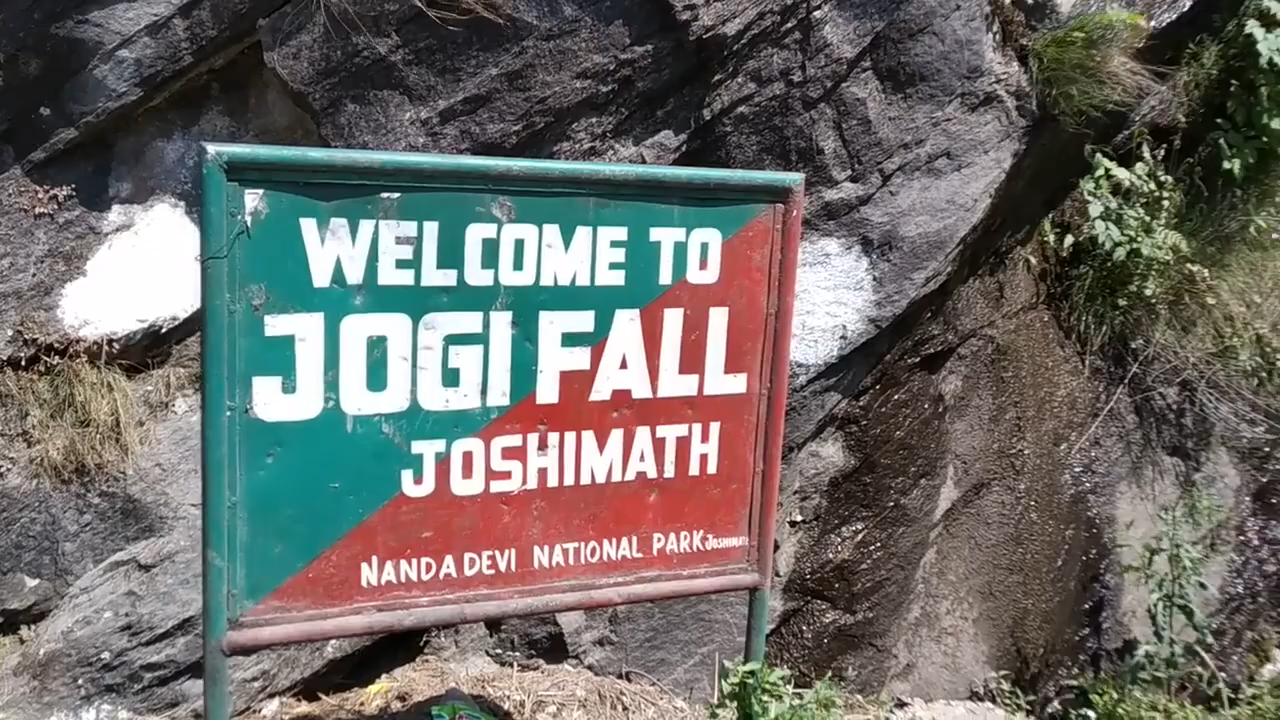 WELCOME TO
JOGI FALL
JOSHIMATH
NANDA DEVI NATIONAL PARK JOSHIMATH